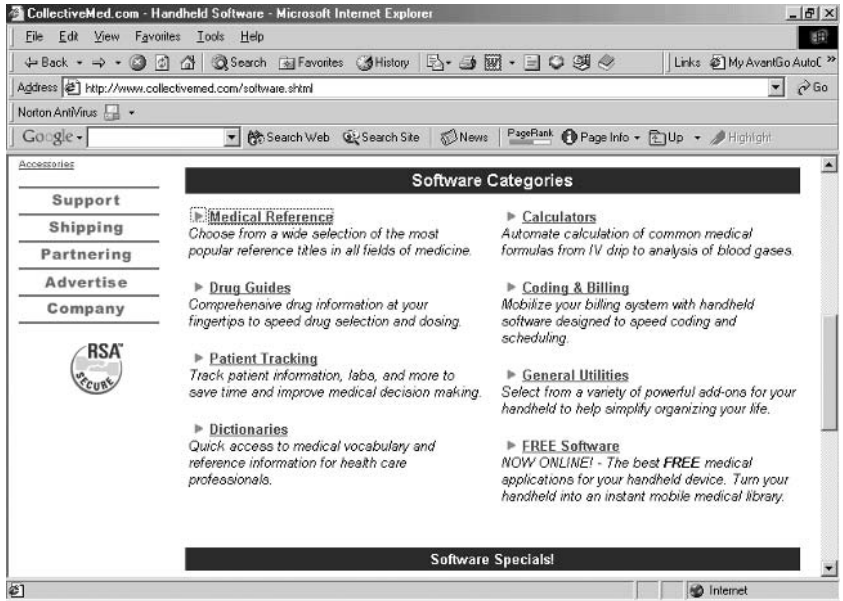 CollectiveMed.com - Handheld Software - Microsoft Internet Explorer
File Edit View Favorites Tools Help
Back Search Favorites History Links My AvantGo AutoC »
Address http://www.collectivemed.com/software.shtml Go
Norton AntiVirus
Google Search Web Search Site News PageRank Page Info Up Highlight
Accessories
Support
Shipping
Partnering
Advertise
Company
RSA™
SECURE
Software Categories
Medical Reference
Choose from a wide selection of the most
popular reference titles in all fields of medicine.
Drug Guides
Comprehensive drug information at your
fingertips to speed drug selection and dosing.
Patient Tracking
Track patient information, labs, and more to
save time and improve medical decision making.
Dictionaries
Quick access to medical vocabulary and
reference information for health care
professionals.
Calculators
Automate calculation of common medical
formulas from IV drip to analysis of blood gases.
Coding & Billing
Mobilize your billing system with handheld
software designed to speed coding and
scheduling.
General Utilities
Select from a variety of powerful add-ons for your
handheld to help simplify organizing your life.
FREE Software
NOW ONLINE! - The best FREE medical
applications for your handheld device. Turn your
handheld into an instant mobile medical library.
Software Specials!
Internet